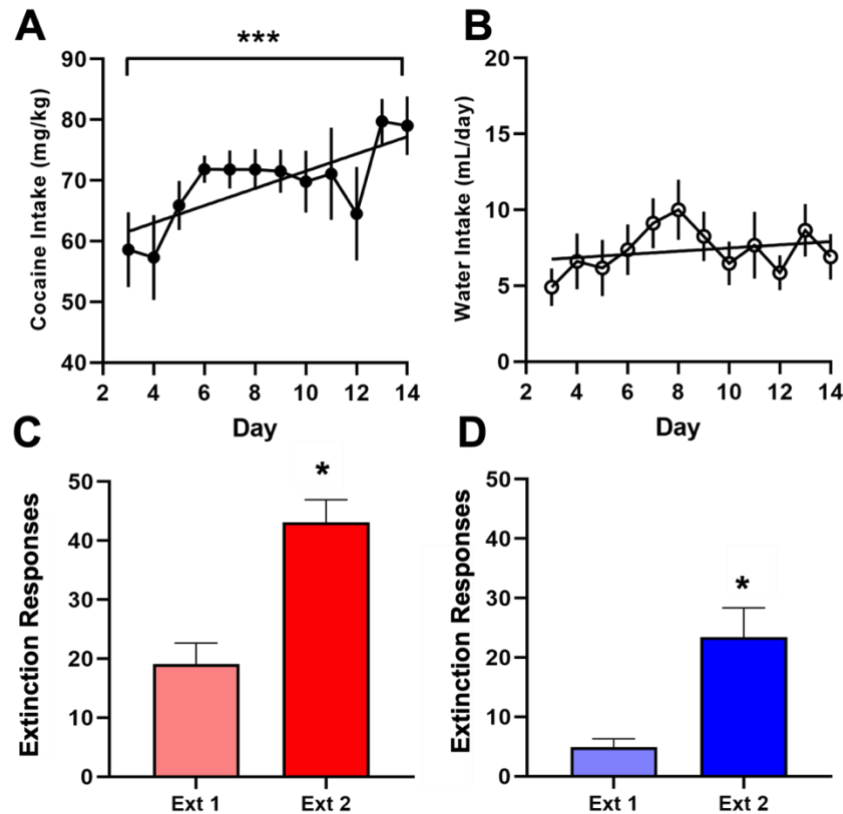 A
***
Cocaine Intake (mg/kg)
90
80
70
60
50
40
2 4 6 8 10 12 14
Day
B
Water Intake (mL/day)
20
15
10
5
0
2 4 6 8 10 12 14
Day
C
Extinction Responses
50
40
30
20
10
0
*
Ext 1 Ext 2
D
Extinction Responses
50
40
30
20
10
0
*
Ext 1 Ext 2